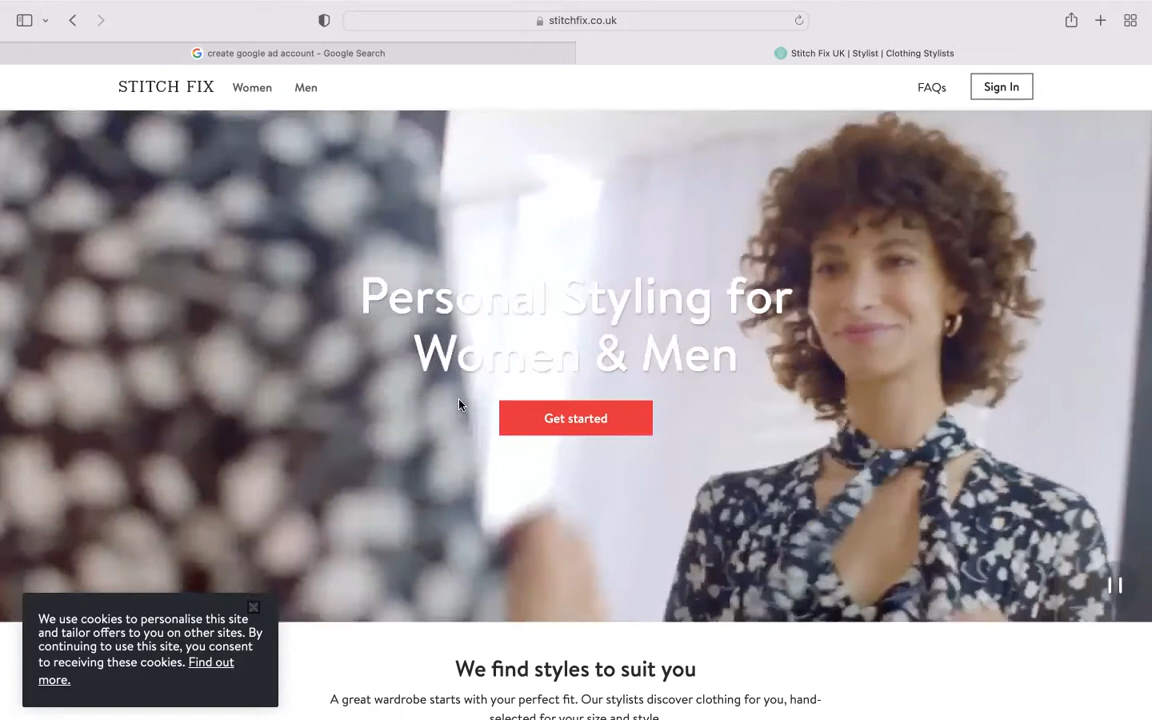 stitchfix.co.uk
create google ad account - Google Search
Stitch Fix UK | Stylist | Clothing Stylists
STITCH FIX
Women
Men
FAQs
Sign In
Personal Styling for
Women & Men
Get started
We use cookies to personalise this site
and tailor offers to you on other sites. By
continuing to use this site, you consent
to receiving these cookies. Find out
more.
We find styles to suit you
A great wardrobe starts with your perfect fit. Our stylists discover clothing for you, hand-
selected for your size and style.